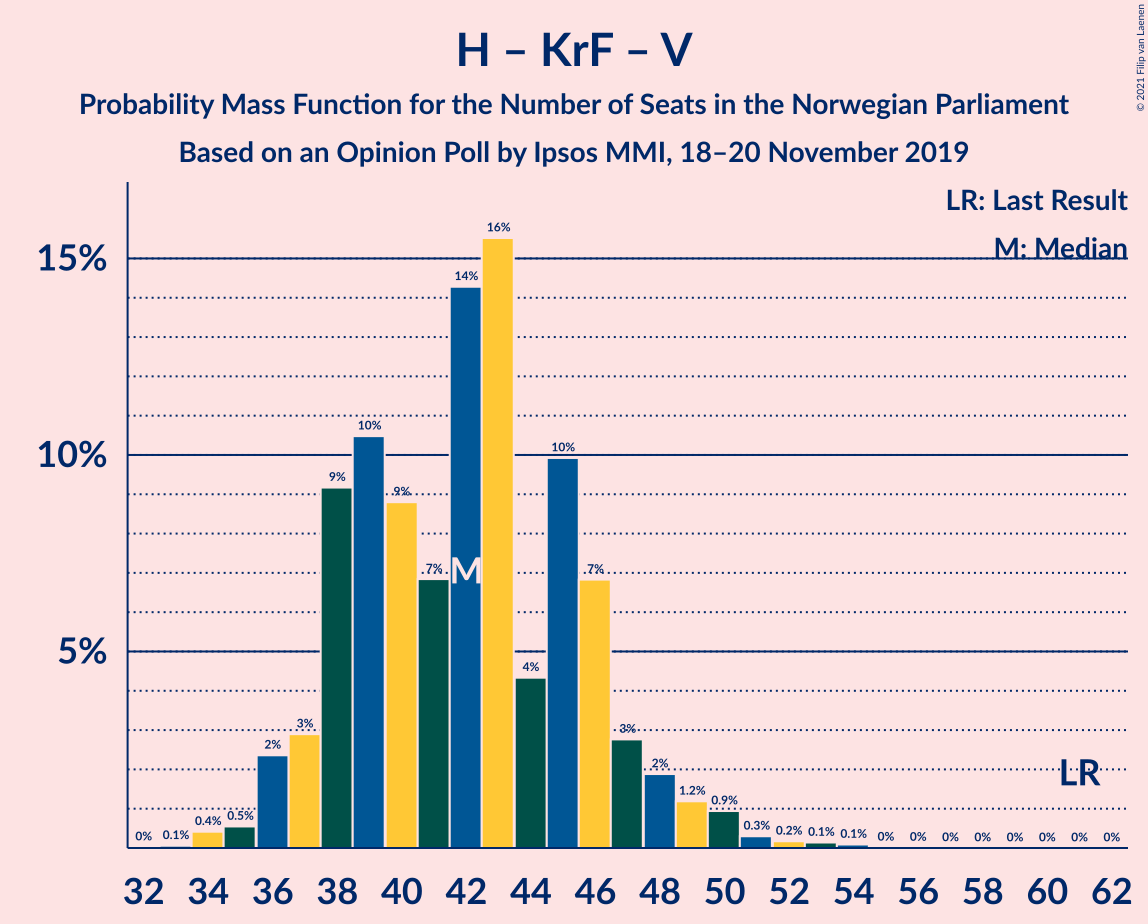 H – KrF – V
Probability Mass Function for the Number of Seats in the Norwegian Parliament
Based on an Opinion Poll by Ipsos MMI, 18–20 November 2019
© 2021 Filip van Laenen
LR: Last Result
M: Median
15%
10%
5%
0% 0.1% 0.4% 0.5% 2% 3% 9% 10% 9% 7% 14% 16% 4% 10% 7% 3% 2% 1.2% 0.9% 0.3% 0.2% 0.1% 0.1% 0% 0% 0% 0% 0% 0% 0% 0%
M
LR
32 34 36 38 40 42 44 46 48 50 52 54 56 58 60 62